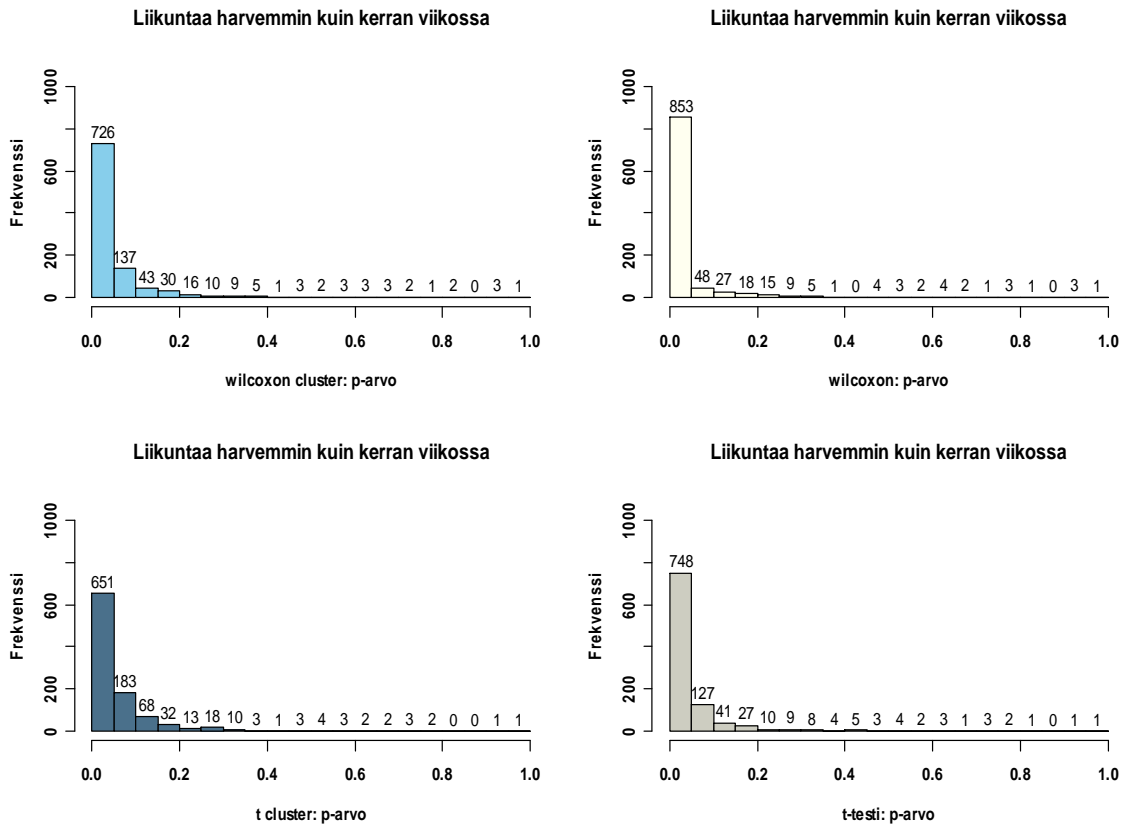 Liikuntaa harvemmin kuin kerran viikossa
Frekvenssi
0 200 600 1000
726 137 43 30 16 10 9 5 1 3 2 3 3 3 2 1 2 0 3 1
0.0 0.2 0.4 0.6 0.8 1.0
wilcoxon cluster: p-arvo
Liikuntaa harvemmin kuin kerran viikossa
Frekvenssi
0 200 600 1000
853 48 27 18 15 9 5 1 0 4 3 2 4 2 1 3 1 0 3 1
0.0 0.2 0.4 0.6 0.8 1.0
wilcoxon: p-arvo
Liikuntaa harvemmin kuin kerran viikossa
Frekvenssi
0 200 600 1000
651 183 68 32 13 18 10 3 1 3 4 3 2 2 3 2 0 0 1 1
0.0 0.2 0.4 0.6 0.8 1.0
t cluster: p-arvo
Liikuntaa harvemmin kuin kerran viikossa
Frekvenssi
0 200 600 1000
748 127 41 27 10 9 8 4 5 3 4 2 3 1 3 2 1 0 1 1
0.0 0.2 0.4 0.6 0.8 1.0
t-testi: p-arvo